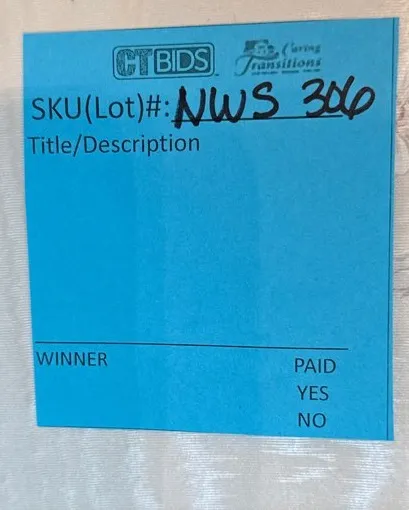 CTBIDS Caring
Transitions
SKU(Lot)#: NWS 306
Title/Description
WINNER PAID
YES
NO